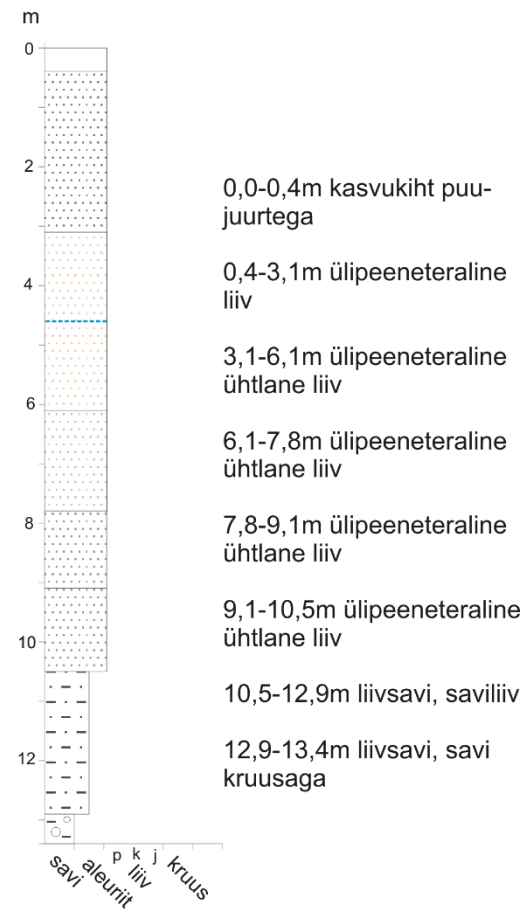 m
0
2
4
6
8
10
12
0,0-0,4m kasvukiht puu-
juurtega
0,4-3,1m ülipeeneteraline
liiv
3,1-6,1m ülipeeneteraline
ühtlane liiv
6,1-7,8m ülipeeneteraline
ühtlane liiv
7,8-9,1m ülipeeneteraline
ühtlane liiv
9,1-10,5m ülipeeneteraline
ühtlane liiv
10,5-12,9m liivsavi, saviliiv
12,9-13,4m liivsavi, savi
kruusaga
savi
aleuriit
p k j
liiv
kruus